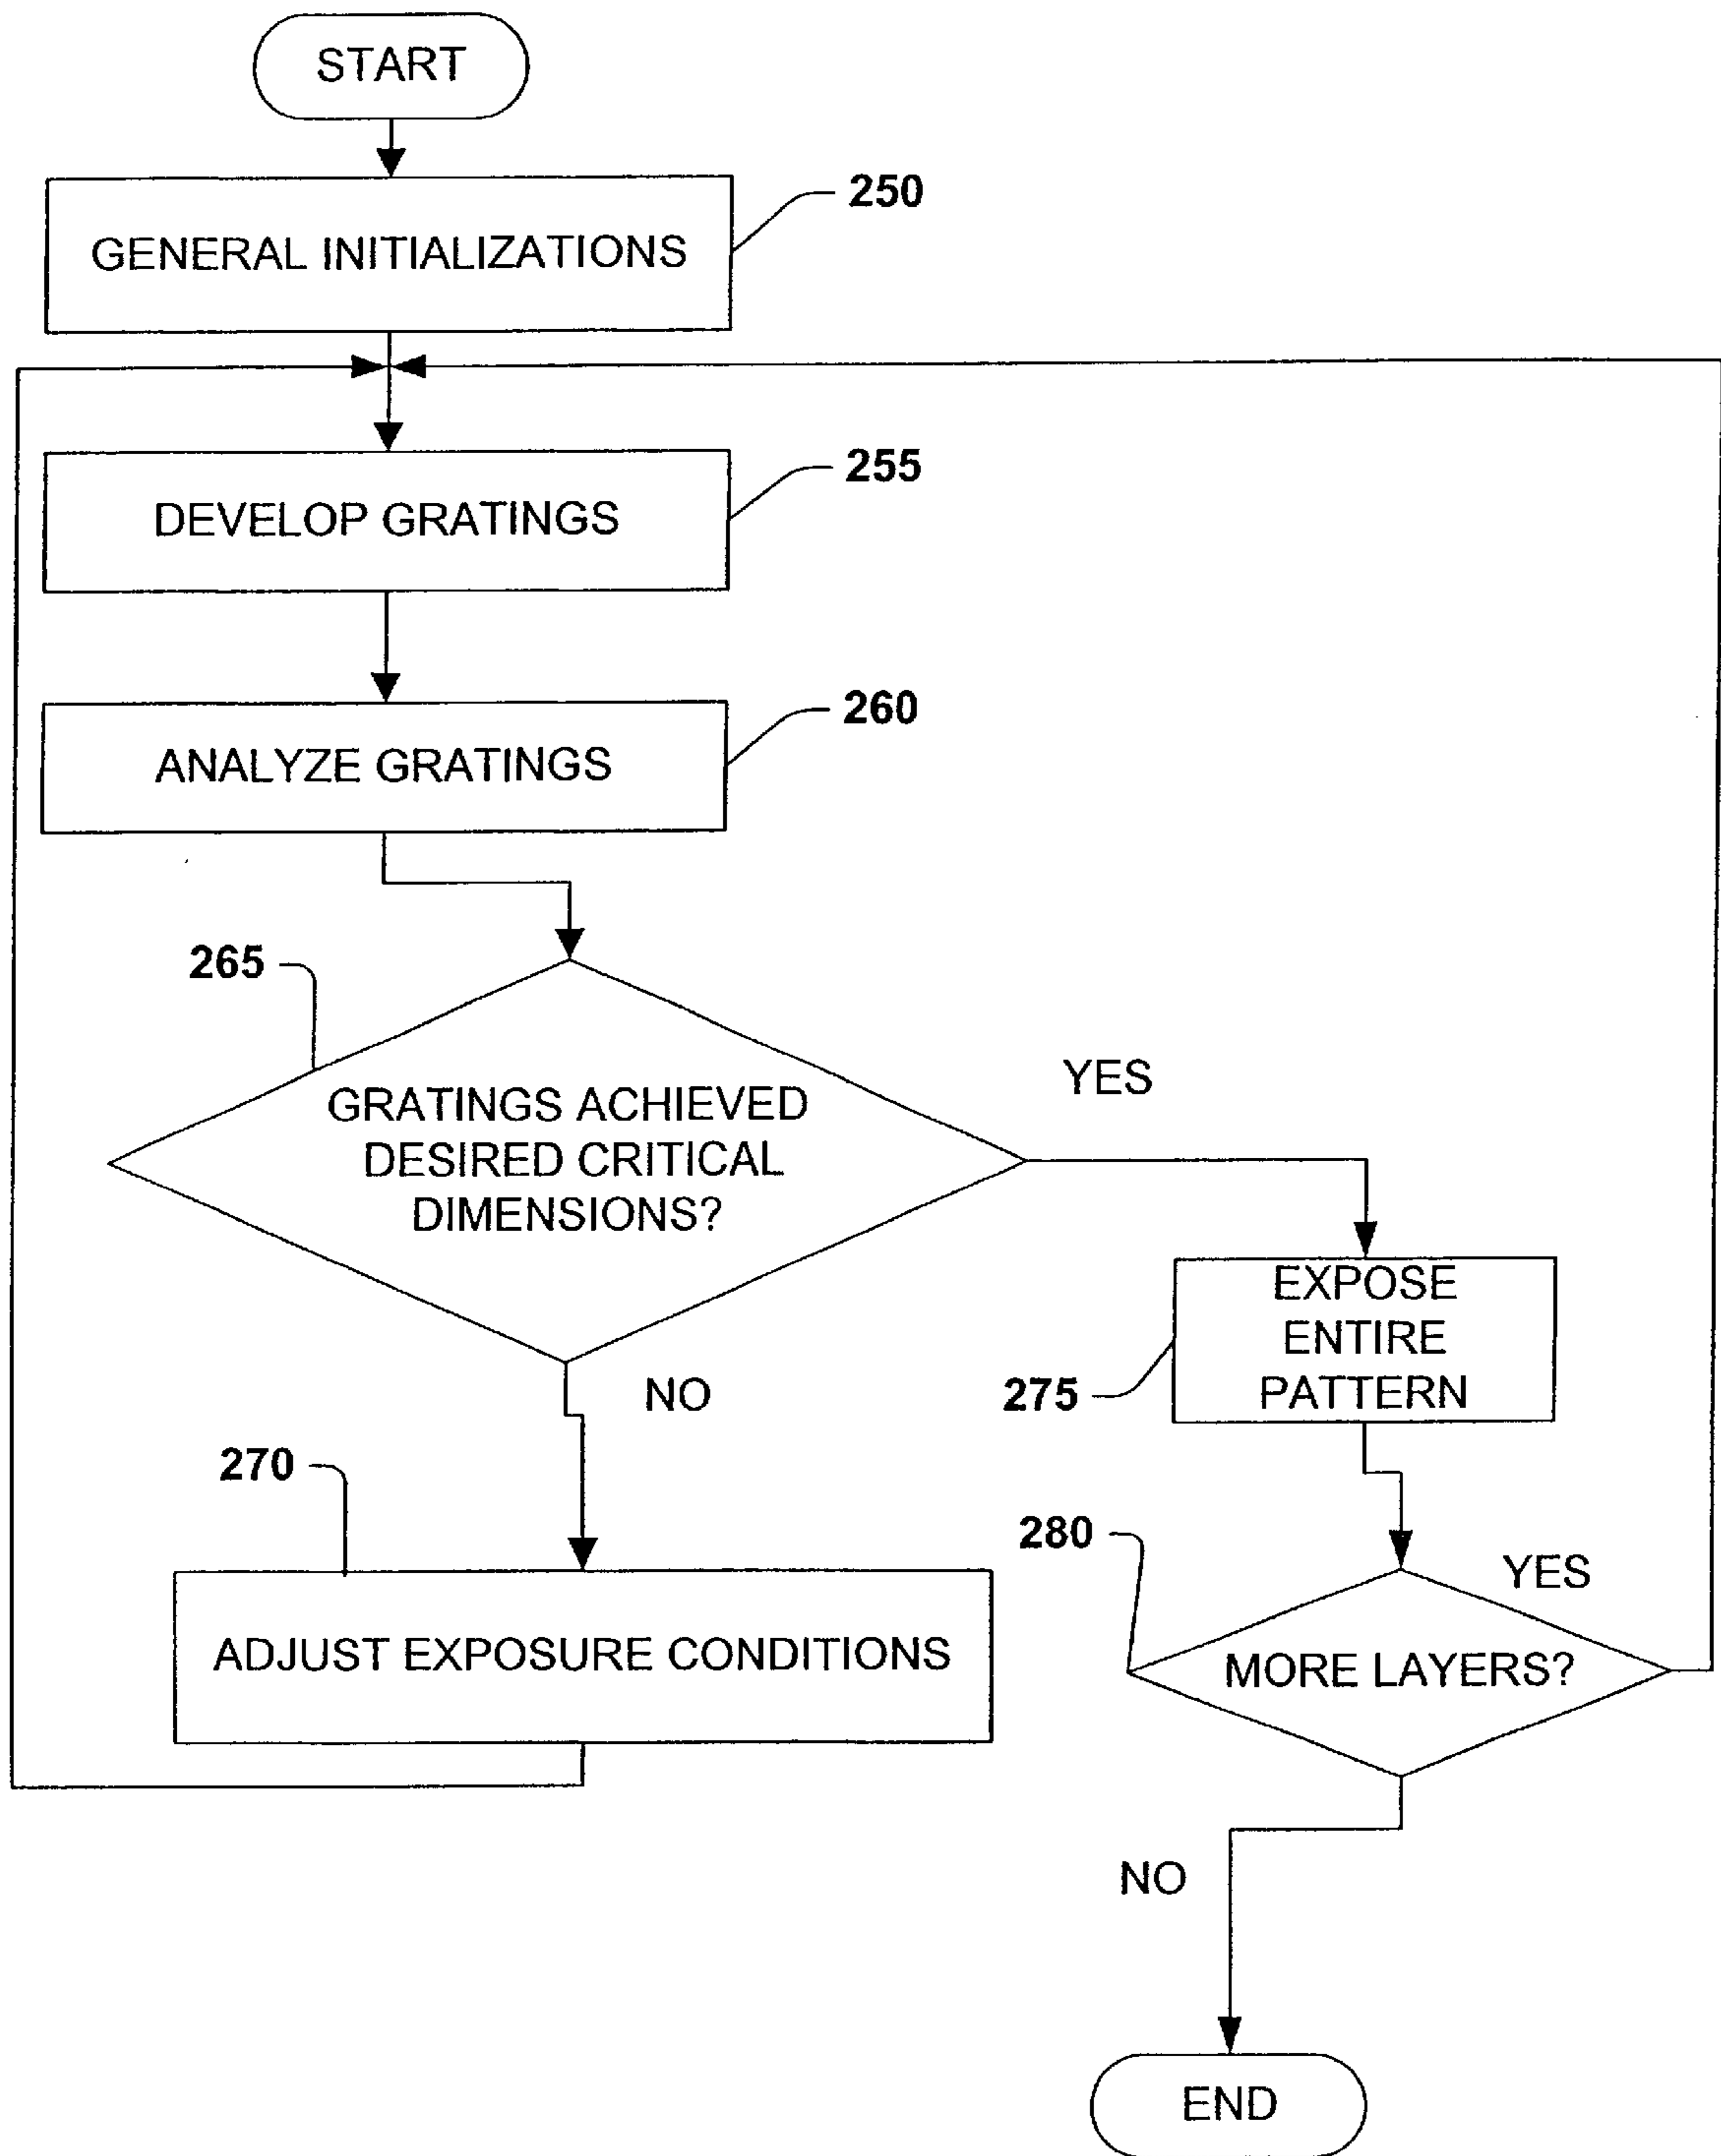 START
250
GENERAL INITIALIZATIONS
255
DEVELOP GRATINGS
260
ANALYZE GRATINGS
265
GRATINGS ACHIEVED
DESIRED CRITICAL
DIMENSIONS?
YES
NO
EXPOSE
ENTIRE
PATTERN
275
270
ADJUST EXPOSURE CONDITIONS
280
YES
MORE LAYERS?
NO
END